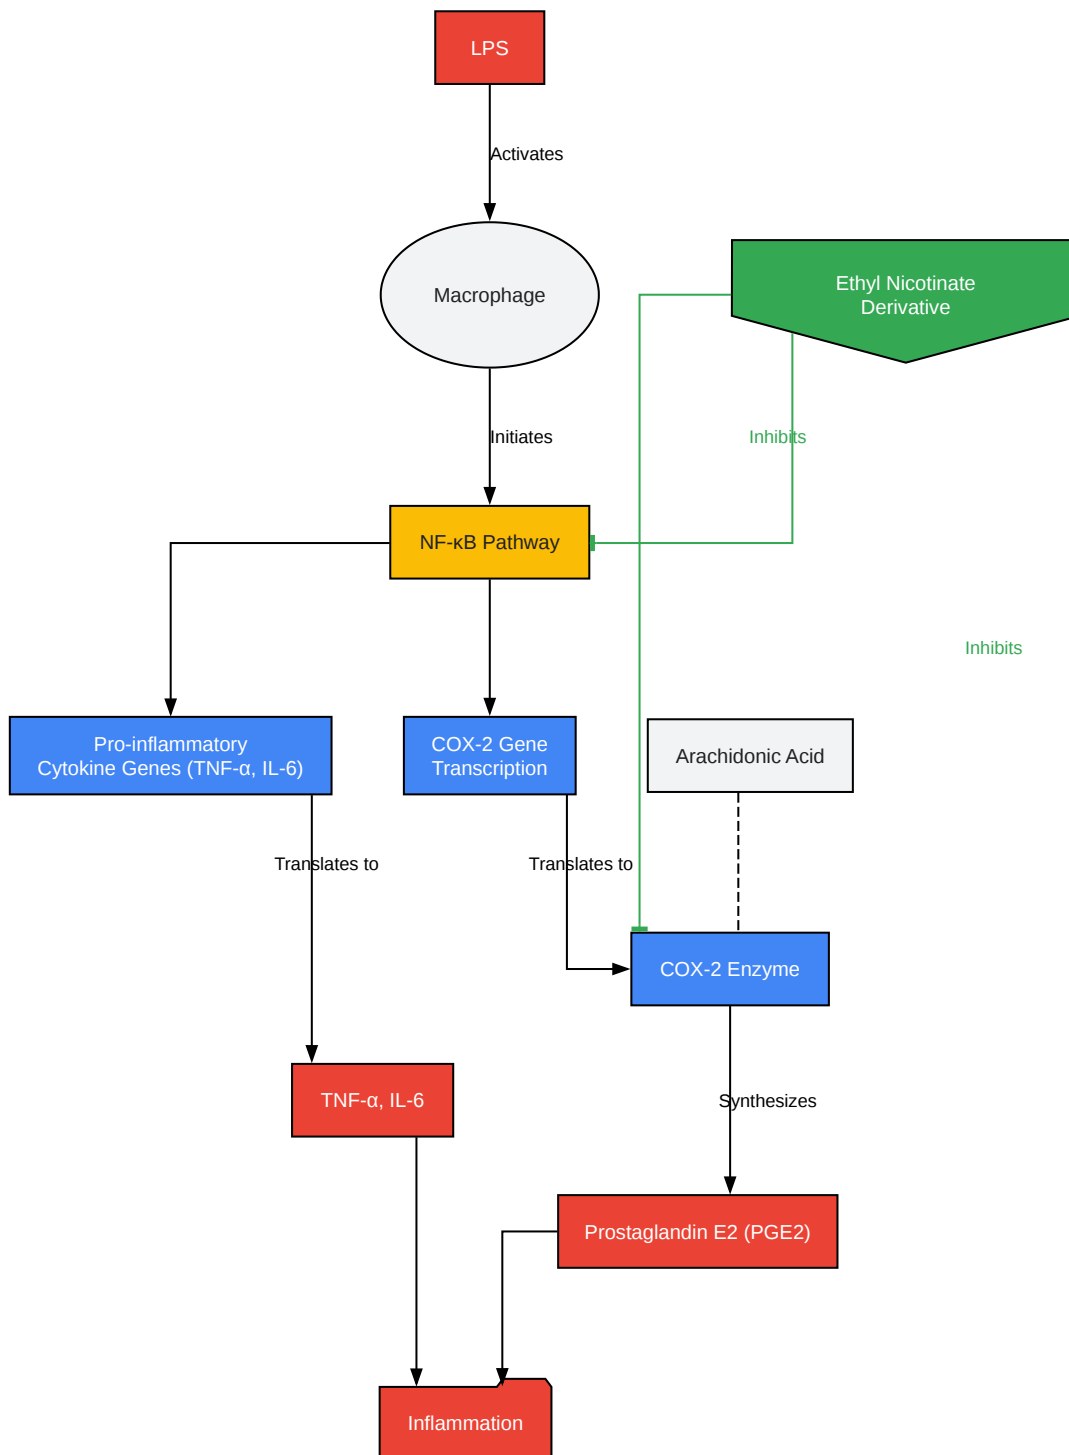 LPS
Activates
Macrophage
Ethyl Nicotinate
Derivative
Initiates
Inhibits
NF-κB Pathway
Inhibits
Pro-inflammatory
Cytokine Genes (TNF-α, IL-6)
COX-2 Gene
Transcription
Arachidonic Acid
Translates to
Translates to
COX-2 Enzyme
TNF-α, IL-6
Synthesizes
Prostaglandin E2 (PGE2)
Inflammation